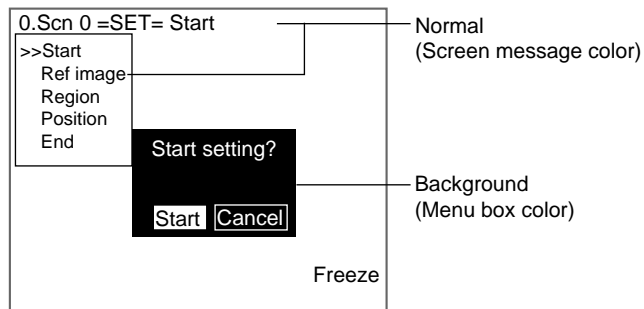 0.Scn 0 =SET= Start
>>Start
Ref image
Region
Position
End
Start setting?
Start Cancel
Freeze
Normal
(Screen message color)
Background
(Menu box color)